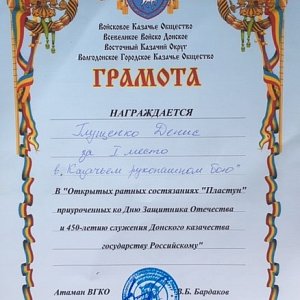 Войсковое Казачье Общество
Всевеликое Войско Донское
Восточный Казачий Округ
Волгодонское Городское Казачье Общество
ГРАМОТА
НАГРАЖДАЕТСЯ
Глущенко Денис
за I место
в "Казачьем рукопашном бою"
В "Открытых ратных состязаниях "Пластун"
приуроченных ко Дню Защитника Отечества
и 450-летию служения Донского казачества
государству Российскому"
Атаман ВГКО
В.Б. Бардаков